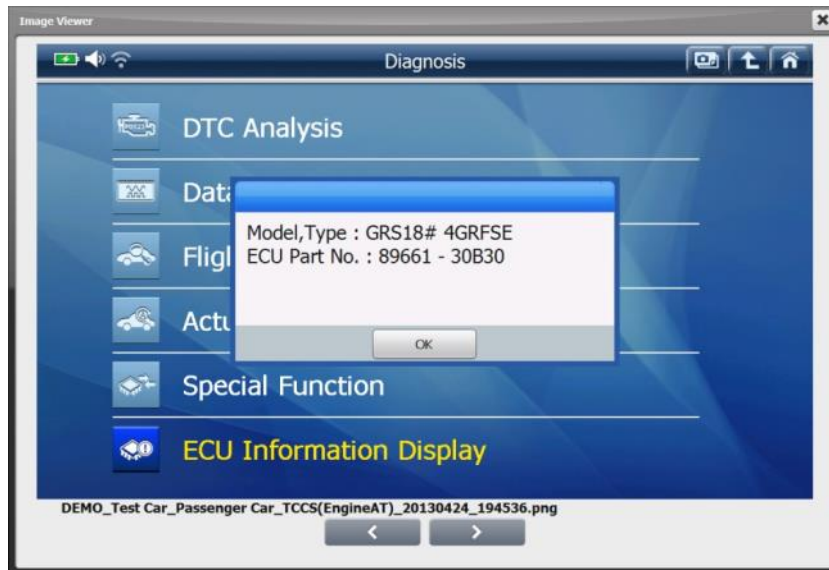 Image Viewer
Diagnosis
DTC Analysis
Data
Model,Type : GRS18# 4GRFSE
ECU Part No. : 89661 - 30B30
Fligh
Actu
OK
Special Function
ECU Information Display
DEMO_Test Car_Passenger Car_TCCS(EngineAT)_20130424_194536.png